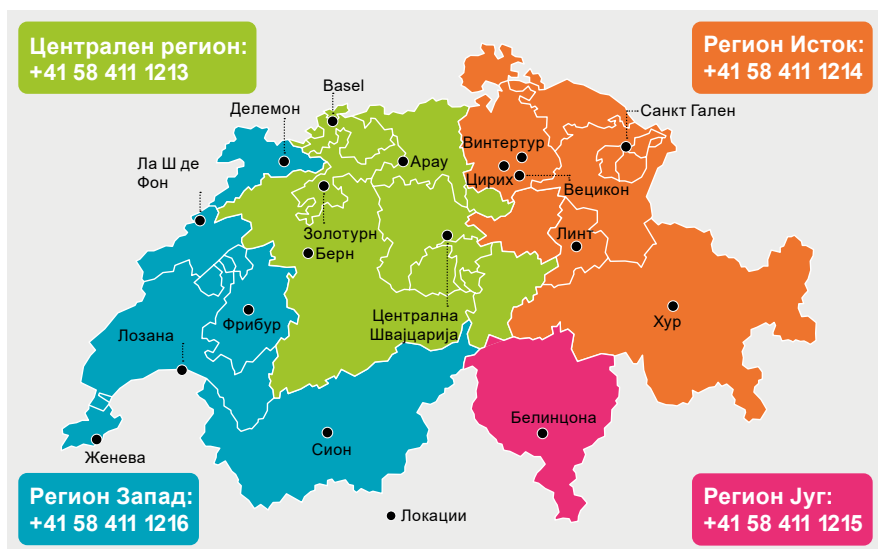 Централен регион:
+41 58 411 1213
Регион Исток:
+41 58 411 1214
Basel
Делемон
Санкт Гален
Винтертур
Ла Ш де
Фон
Арау
Цирих
Вецикон
Золотурн
Берн
Линт
Централна
Швајцарија
Фрибур
Хур
Лозана
Белинцона
Сион
Женева
Регион Запад:
+41 58 411 1216
Локации
Регион Југ:
+41 58 411 1215